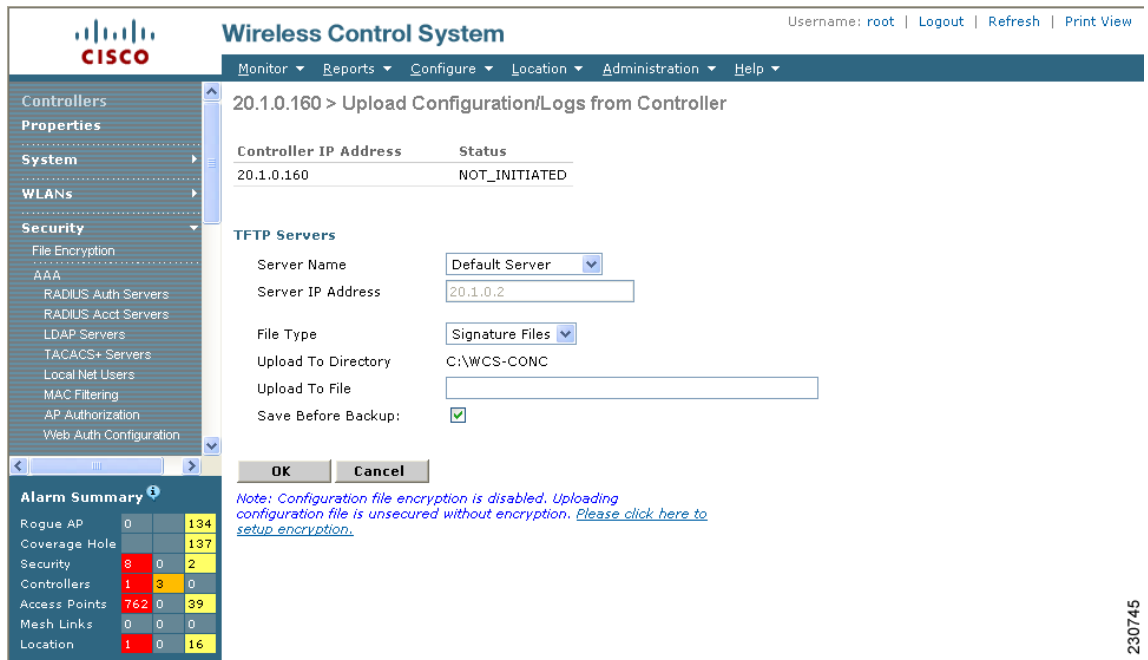 Username: root | Logout | Refresh | Print View
CISCO
Wireless Control System
Monitor Reports Configure Location Administration Help
Controllers
Properties
System
WLANs
Security
File Encryption
AAA
RADIUS Auth Servers
RADIUS Acct Servers
LDAP Servers
TACACS+ Servers
Local Net Users
MAC Filtering
AP Authorization
Web Auth Configuration
Alarm Summary
Rogue AP 0 134
Coverage Hole 137
Security 8 0 2
Controllers 1 3 0
Access Points 762 0 39
Mesh Links 0 0 0
Location 1 0 16
20.1.0.160 > Upload Configuration/Logs from Controller
Controller IP Address Status
20.1.0.160 NOT_INITIATED
TFTP Servers
Server Name Default Server
Server IP Address 20.1.0.2
File Type Signature Files
Upload To Directory C:\WCS-CONC
Upload To File
Save Before Backup:
OK Cancel
Note: Configuration file encryption is disabled. Uploading
configuration file is unsecured without encryption. Please click here to
setup encryption.
230745